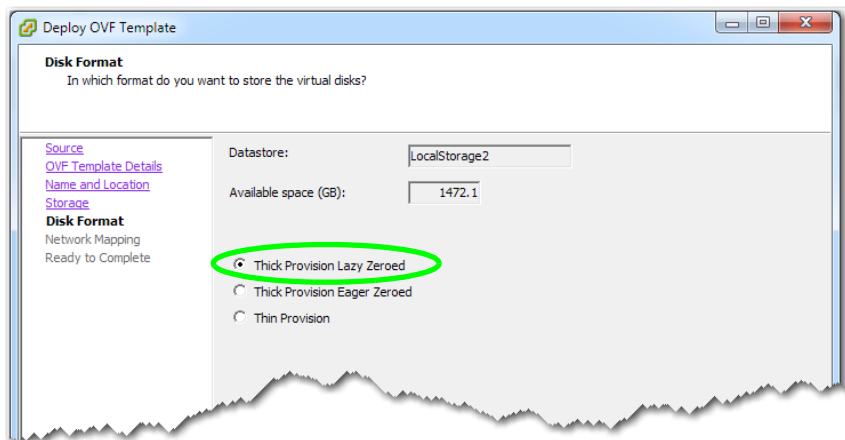 Deploy OVF Template
Disk Format
In which format do you want to store the virtual disks?
Source
OVF Template Details
Name and Location
Storage
Disk Format
Network Mapping
Ready to Complete
Datastore: LocalStorage2
Available space (GB): 1472.1
Thick Provision Lazy Zeroed
Thick Provision Eager Zeroed
Thin Provision